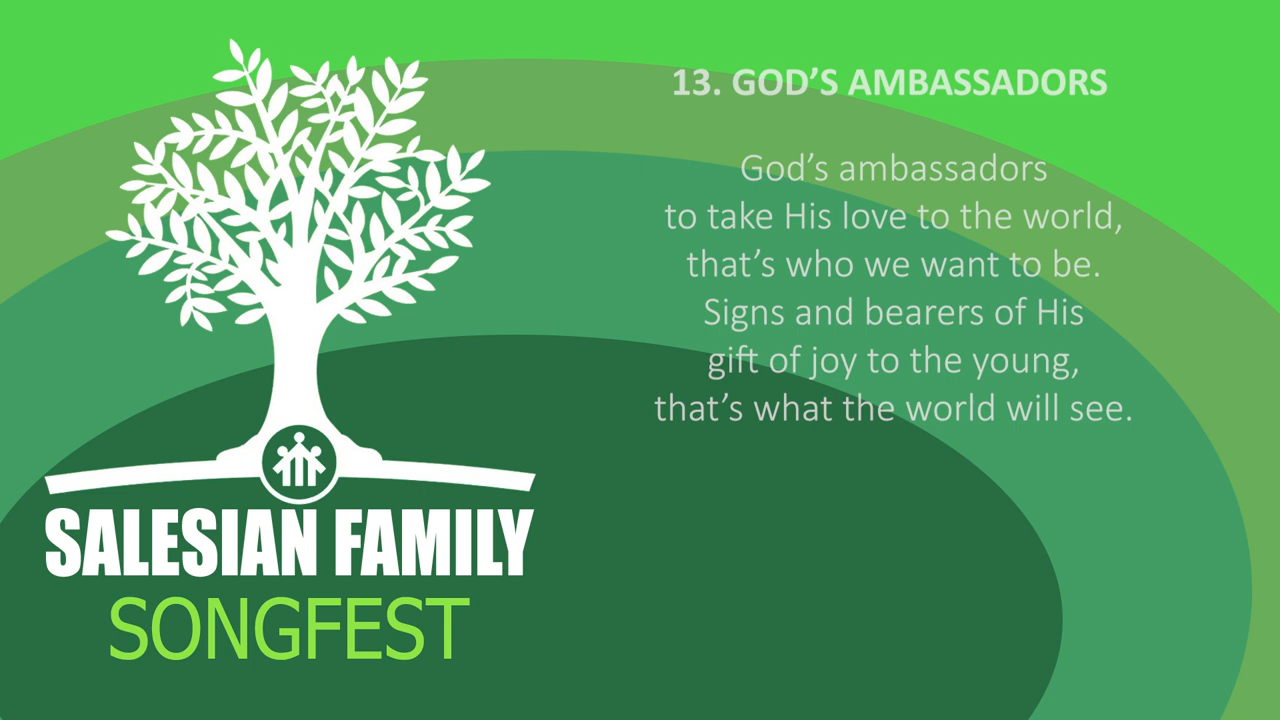 13. GOD’S AMBASSADORS
God’s ambassadors
to take His love to the world,
that’s who we want to be.
Signs and bearers of His
gift of joy to the young,
that’s what the world will see.
SALESIAN FAMILY
SONGFEST